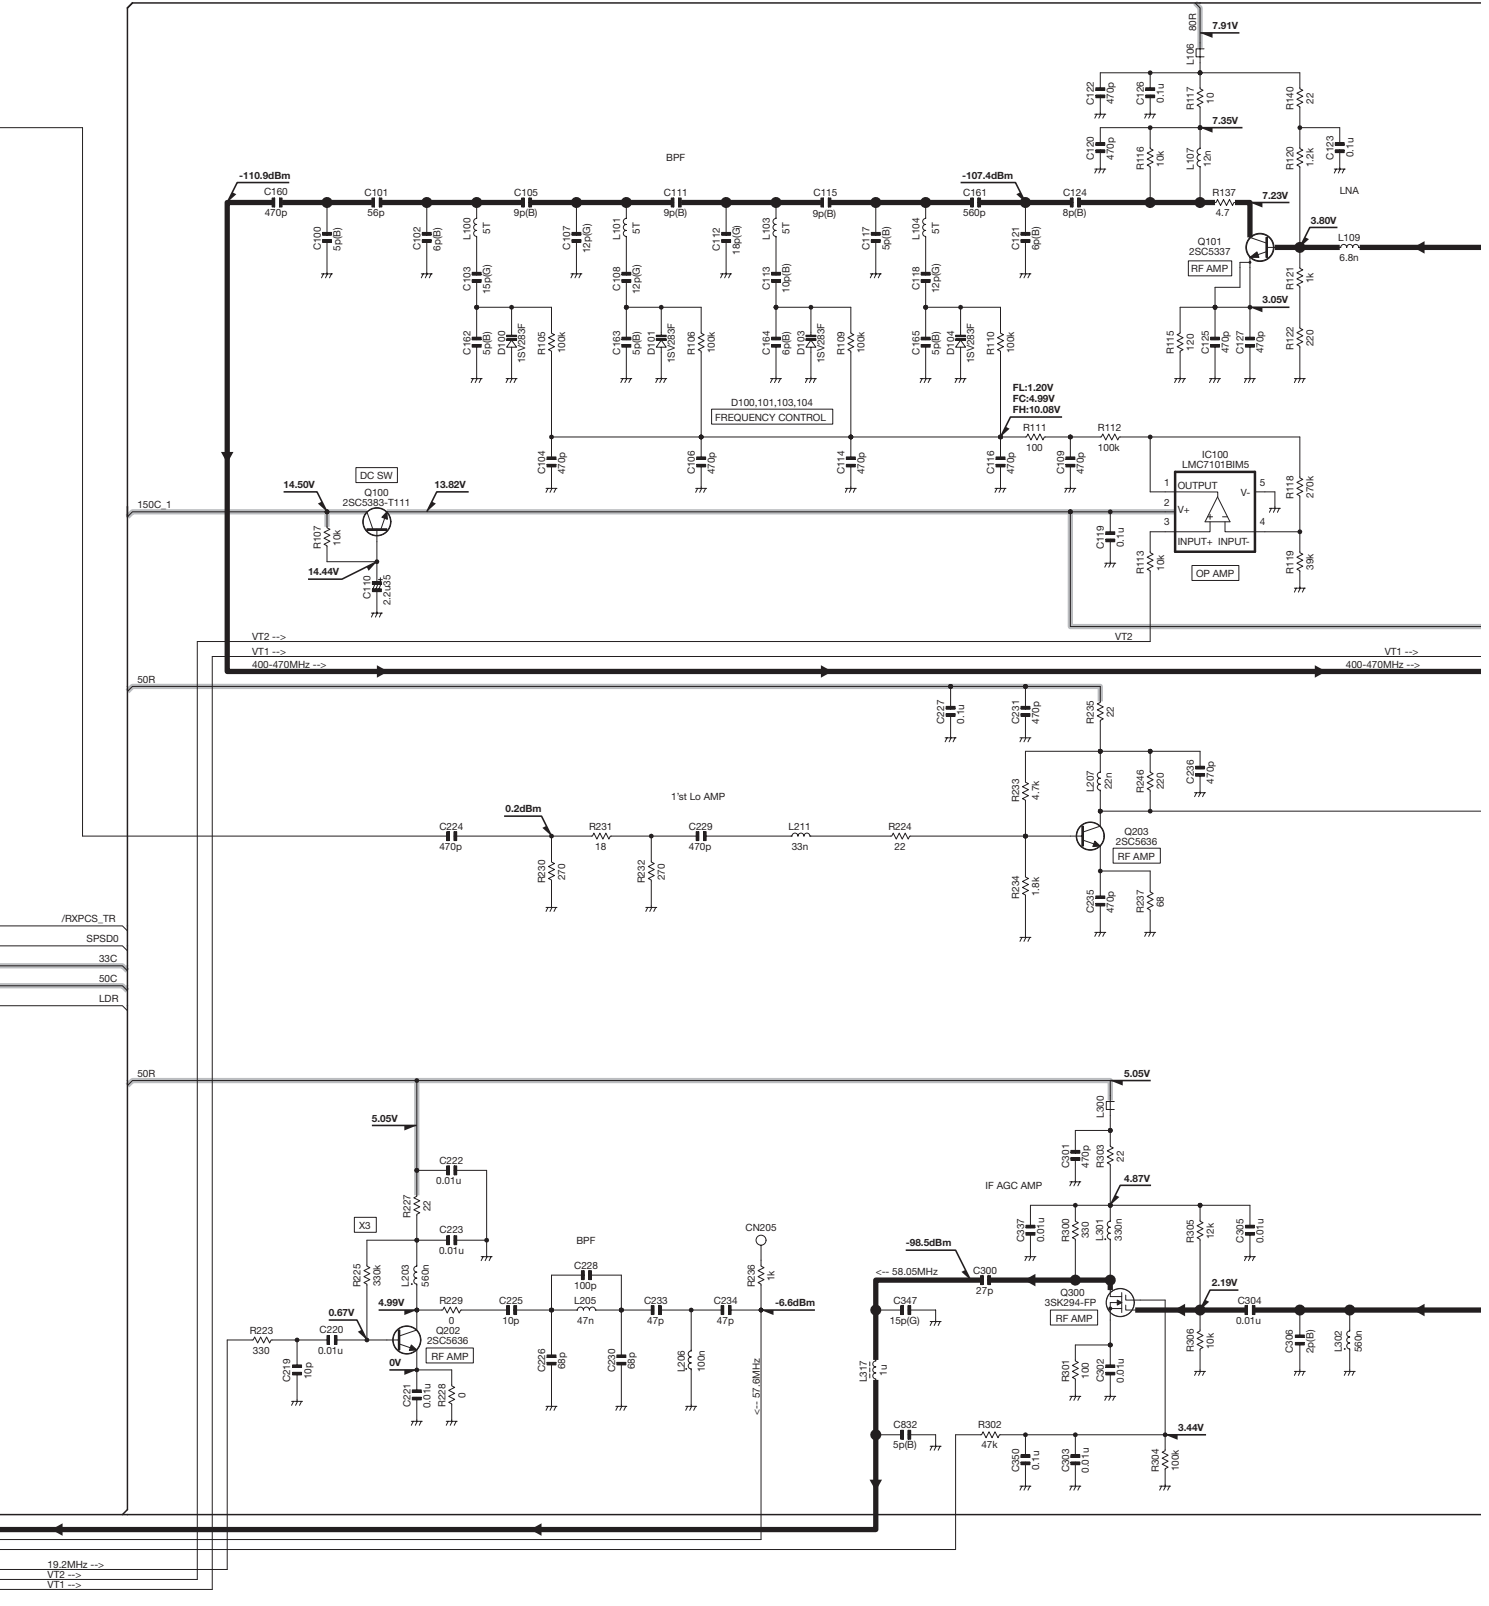 80R
7.91V
L106
C122
470p
C126
0.1u
R117
10
R140
22
7.35V
C120
470p
R116
10k
L107
12n
R120
1.2k
C123
0.1u
BPF
LNA
-110.9dBm
C160
470p
C101
56p
C105
9p(B)
C111
9p(B)
C115
9p(B)
-107.4dBm
C161
560p
C124
8p(B)
R137
4.7
7.23V
3.80V
L109
6.8n
Q101
2SC5337
RF AMP
C100
5p(B)
C102
6p(B)
L100
5T
C107
12p(G)
L101
5T
C112
18p(G)
L103
5T
C117
5p(B)
L104
5T
C121
6p(B)
R121
1k
C103
15p(G)
C108
12p(G)
C113
10p(B)
C118
12p(G)
3.05V
C162
5p(B)
D100
1SV283F
R105
100k
C163
5p(B)
D101
1SV283F
R106
100k
C164
6p(B)
D103
1SV283F
R109
100k
C165
5p(B)
D104
1SV283F
R110
100k
R115
120
C125
470p
C127
470p
R122
220
D100,101,103,104
FREQUENCY CONTROL
FL:1.20V
FC:4.99V
FH:10.08V
R111
100
R112
100k
C104
470p
C106
470p
C114
470p
C116
470p
C109
470p
IC100
LMC7101BIM5
1
OUTPUT
5
V-
2
V+
3
4
INPUT+
INPUT-
OP AMP
R118
270k
R119
39k
DC SW
14.50V
Q100
2SC5383-T111
13.82V
150C_1
R107
10k
14.44V
C110
2.2u35
C119
0.1u
R113
10k
VT2 -->
VT2
VT1 -->
VT1 -->
400-470MHz -->
400-470MHz -->
50R
C227
0.1u
C231
470p
R235
22
R233
4.7k
L207
22n
R246
220
C236
470p
1'st Lo AMP
0.2dBm
C224
470p
R231
18
C229
470p
L211
33n
R224
22
Q203
2SC5636
RF AMP
R230
270
R232
270
R234
1.8k
C235
470p
R237
68
/RXPCS_TR
SPSD0
33C
50C
LDR
50R
5.05V
5.05V
L300
C301
470p
R303
22
C222
0.01u
R227
22
IF AGC AMP
4.87V
X3
C223
0.01u
BPF
CN205
C337
0.01u
R300
330
L301
330n
R305
12k
C305
0.01u
R225
330k
L203
560n
C228
100p
R236
1k
-98.5dBm
<-- 58.05MHz
C300
27p
2.19V
4.99V
R229
0
C225
10p
L205
47n
C233
47p
C234
47p
-6.6dBm
C347
15p(G)
Q300
3SK294-FP
RF AMP
C304
0.01u
0.67V
R223
330
C220
0.01u
Q202
2SC5636
RF AMP
R306
10k
C306
2p(B)
L302
560n
C219
10p
0V
C226
68p
C230
68p
L206
100n
L317
1u
R301
100
C302
0.01u
C221
0.01u
R228
0
<-- 57.6MHz
C832
5p(B)
R302
47k
3.44V
C350
0.1u
C303
0.01u
R304
100k
19.2MHz -->
VT2 -->
VT1 -->